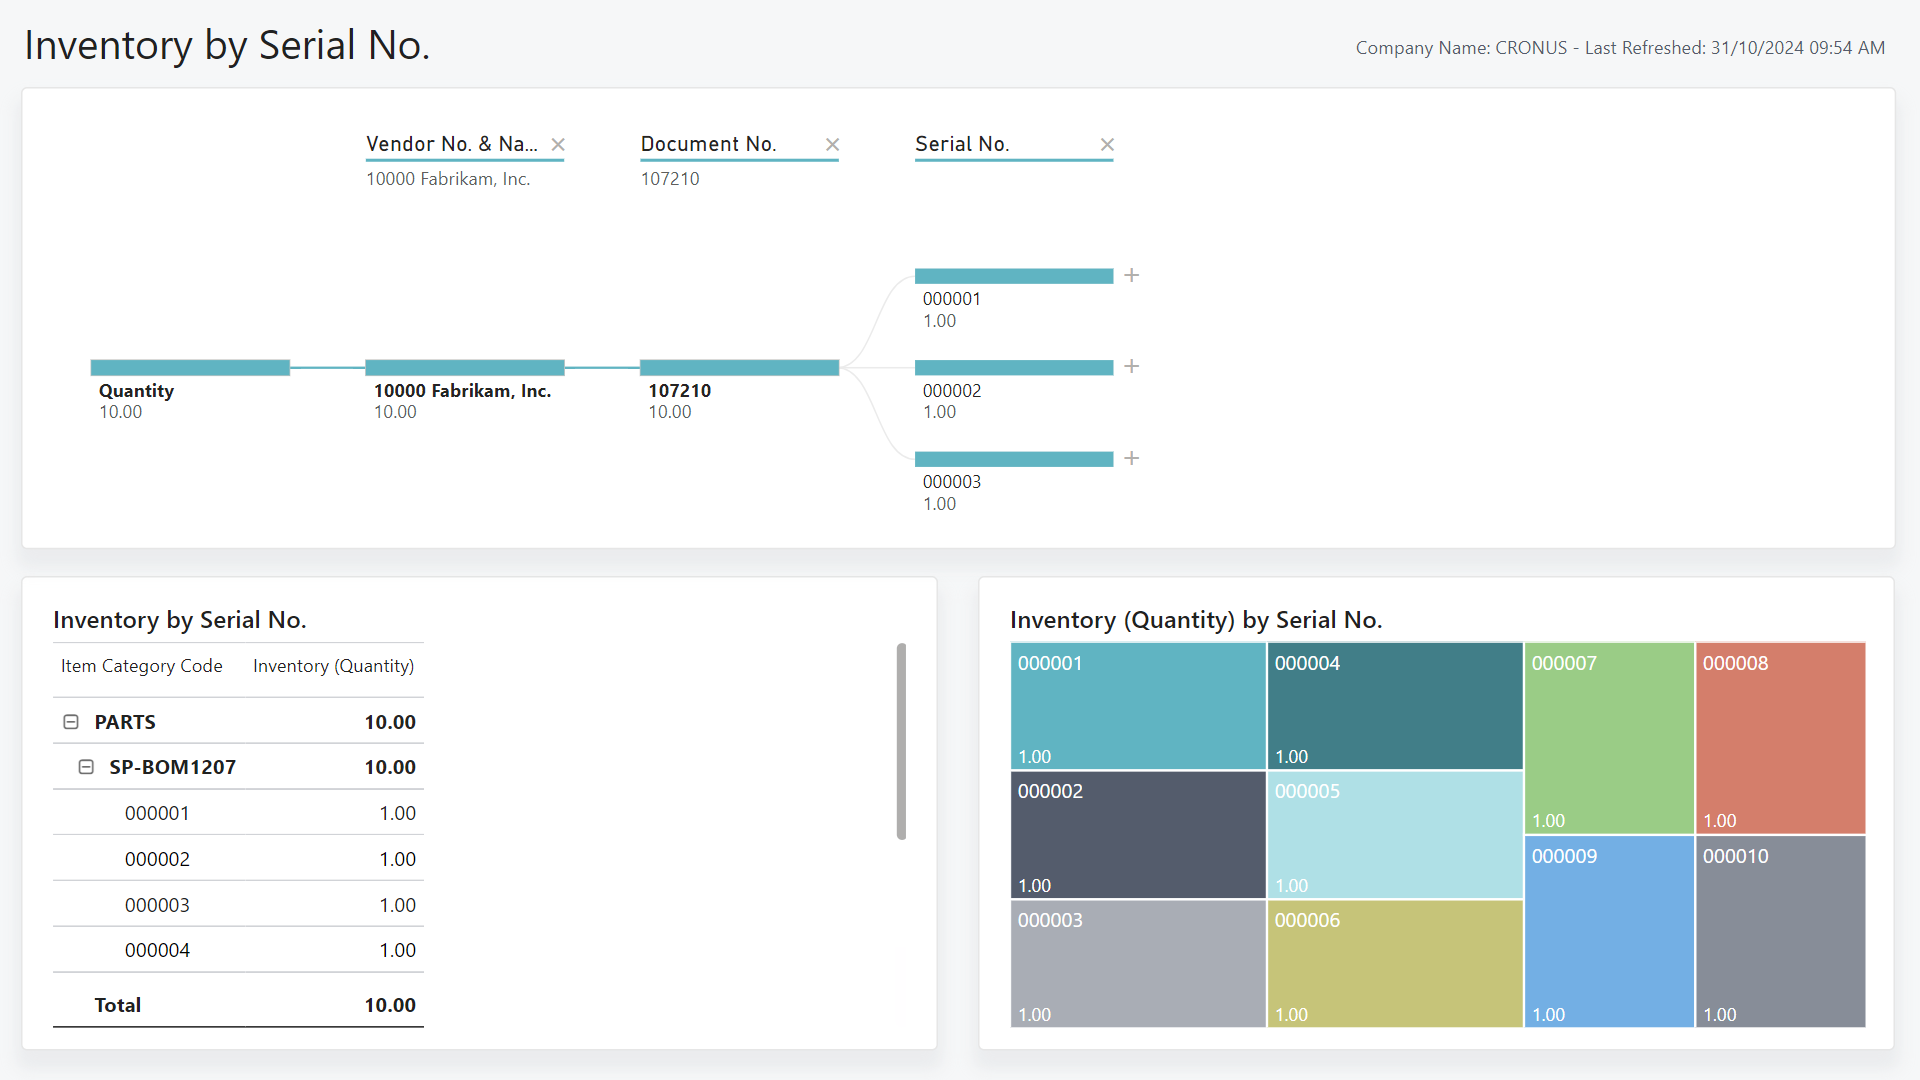 Inventory by Serial No.
Company Name: CRONUS - Last Refreshed: 31/10/2024 09:54 AM
Vendor No. & Na...
Document No.
Serial No.
10000 Fabrikam, Inc.
107210
000001
1.00
Quantity
10.00
10000 Fabrikam, Inc.
10.00
107210
10.00
000002
1.00
000003
1.00
Inventory by Serial No.
Item Category Code Inventory (Quantity)
PARTS 10.00
SP-BOM1207 10.00
000001 1.00
000002 1.00
000003 1.00
000004 1.00
Total 10.00
Inventory (Quantity) by Serial No.
000001
1.00
000002
1.00
000003
1.00
000004
1.00
000005
1.00
000006
1.00
000007
1.00
000008
1.00
000009
1.00
000010
1.00